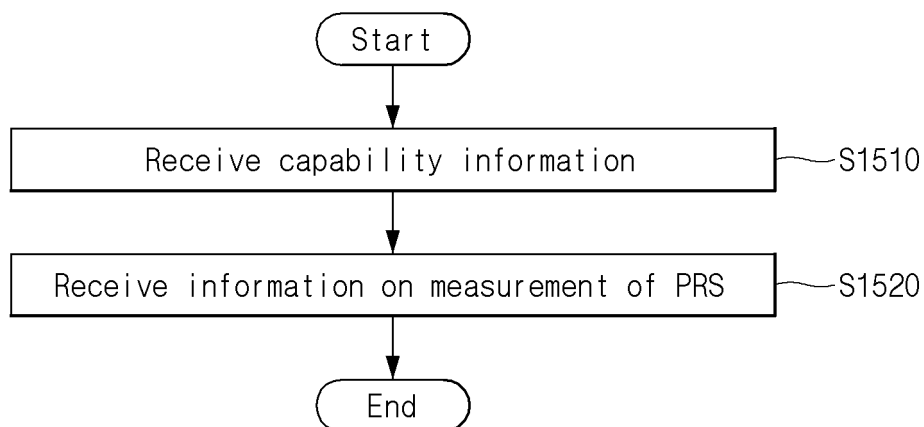 Start
Receive capability information
S1510
Receive information on measurement of PRS
S1520
End